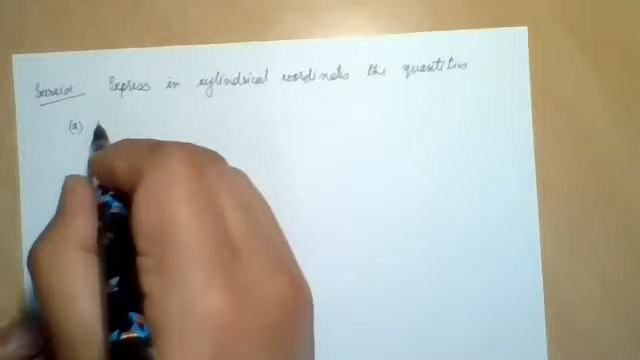 Exercise Express in cylindrical coordinates the quantities
(a)